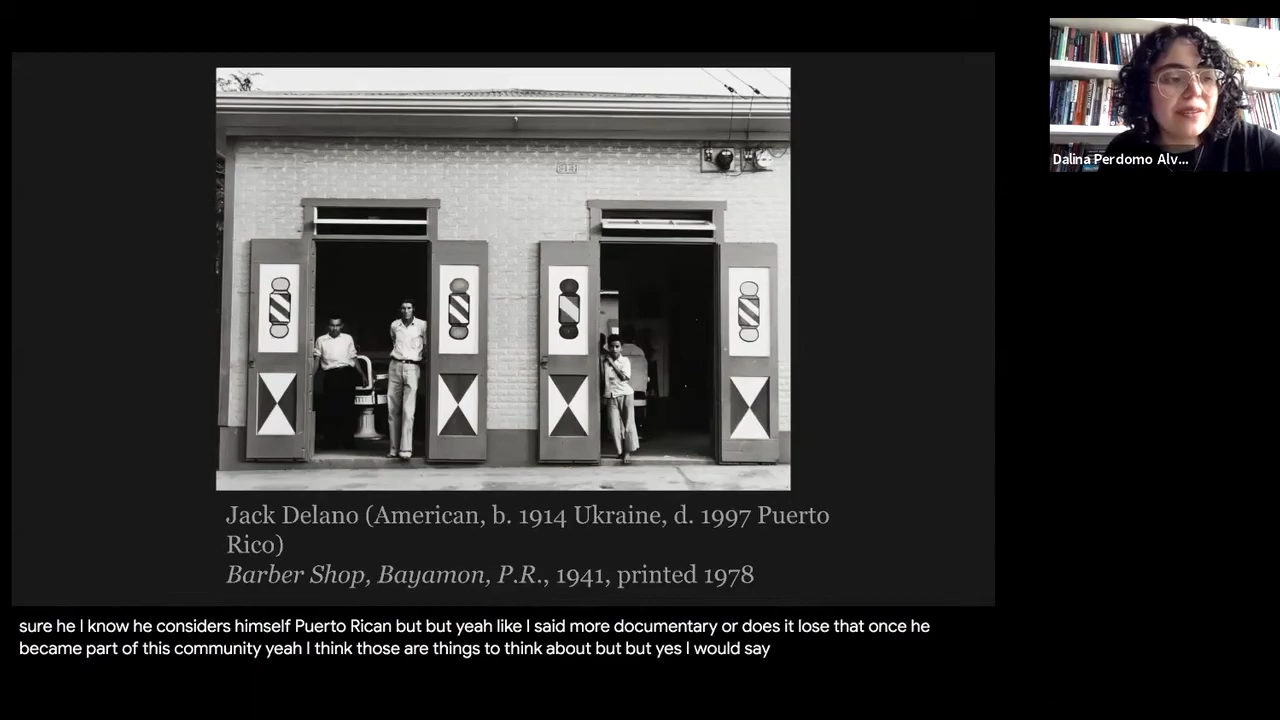 Dalina Perdomo Alv...
Jack Delano (American, b. 1914 Ukraine, d. 1997 Puerto
Rico)
Barber Shop, Bayamon, P.R., 1941, printed 1978
sure he I know he considers himself Puerto Rican but but yeah like I said more documentary or does it lose that once he
became part of this community yeah I think those are things to think about but but yes I would say